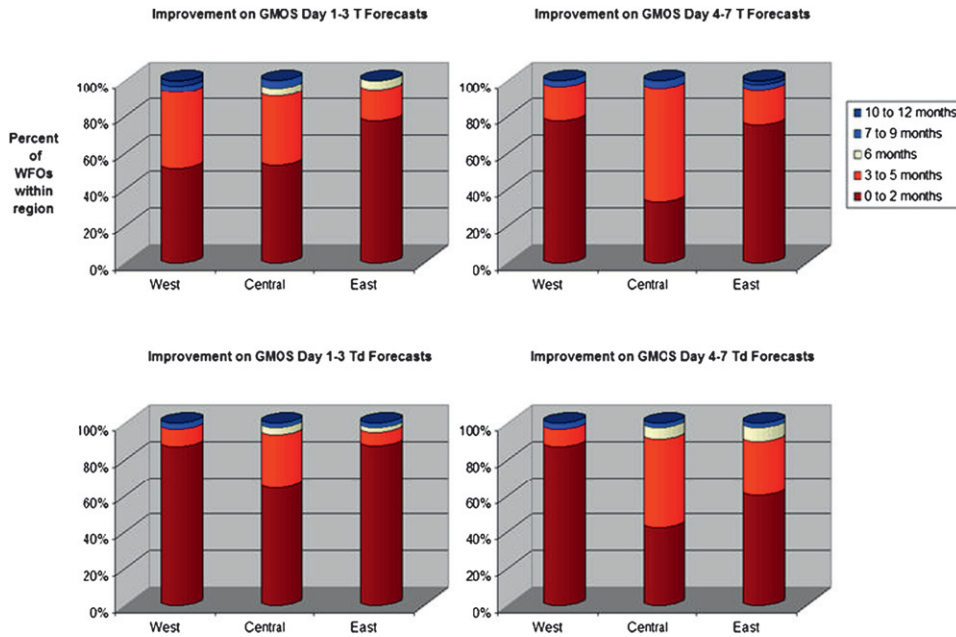 Improvement on GMOS Day 1-3 T Forecasts
Percent
of
WFOs
within
region
100%
80%
60%
40%
20%
0%
West Central East
Improvement on GMOS Day 4-7 T Forecasts
100%
80%
60%
40%
20%
0%
West Central East
10 to 12 months
7 to 9 months
6 months
3 to 5 months
0 to 2 months
Improvement on GMOS Day 1-3 Td Forecasts
100%
80%
60%
40%
20%
0%
West Central East
Improvement on GMOS Day 4-7 Td Forecasts
100%
80%
60%
40%
20%
0%
West Central East